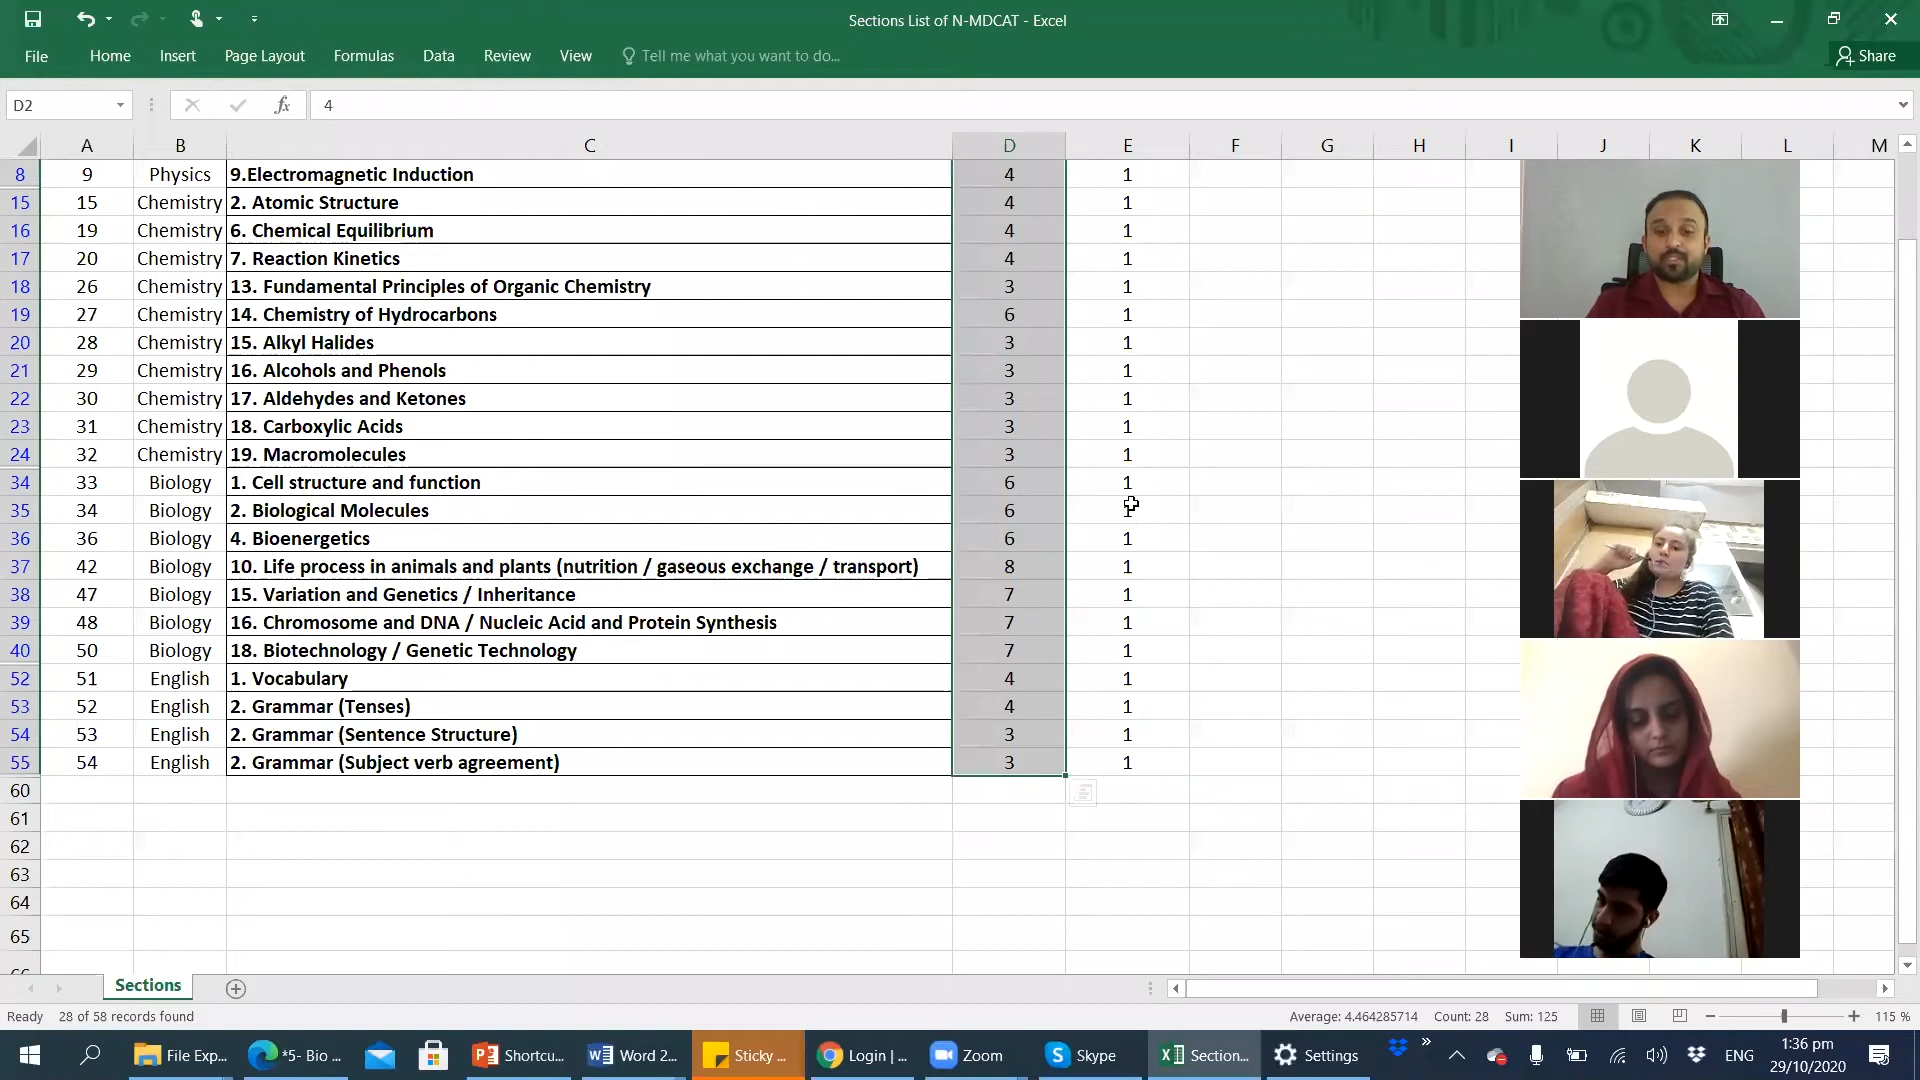 Sections List of N-MDCAT - Excel
File Home Insert Page Layout Formulas Data Review View Tell me what you want to do... Share
D2 fx 4
A B C D E F G H I J K L M
8 9 Physics 9.Electromagnetic Induction 4 1
15 15 Chemistry 2. Atomic Structure 4 1
16 19 Chemistry 6. Chemical Equilibrium 4 1
17 20 Chemistry 7. Reaction Kinetics 4 1
18 26 Chemistry 13. Fundamental Principles of Organic Chemistry 3 1
19 27 Chemistry 14. Chemistry of Hydrocarbons 6 1
20 28 Chemistry 15. Alkyl Halides 3 1
21 29 Chemistry 16. Alcohols and Phenols 3 1
22 30 Chemistry 17. Aldehydes and Ketones 3 1
23 31 Chemistry 18. Carboxylic Acids 3 1
24 32 Chemistry 19. Macromolecules 3 1
34 33 Biology 1. Cell structure and function 6 1
35 34 Biology 2. Biological Molecules 6 1
36 36 Biology 4. Bioenergetics 6 1
37 42 Biology 10. Life process in animals and plants (nutrition / gaseous exchange / transport) 8 1
38 47 Biology 15. Variation and Genetics / Inheritance 7 1
39 48 Biology 16. Chromosome and DNA / Nucleic Acid and Protein Synthesis 7 1
40 50 Biology 18. Biotechnology / Genetic Technology 7 1
52 51 English 1. Vocabulary 4 1
53 52 English 2. Grammar (Tenses) 4 1
54 53 English 2. Grammar (Sentence Structure) 3 1
55 54 English 2. Grammar (Subject verb agreement) 3 1
60
61
62
63
64
65
Sections
Ready 28 of 58 records found Average: 4.464285714 Count: 28 Sum: 125 115 %
File Exp... *5- Bio ... Shortcu... Word 2... Sticky ... Login | ... Zoom Skype Section... Settings ENG 1:36 pm
29/10/2020